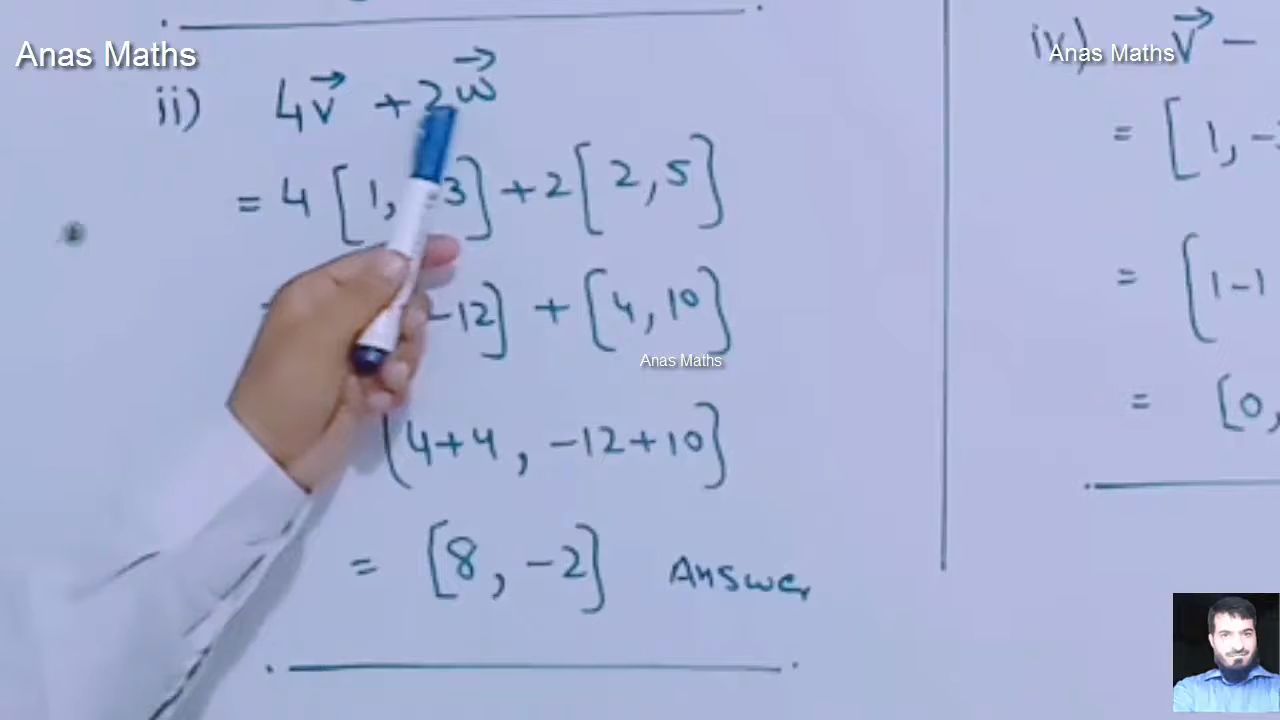 Anas Maths
ii) 4v⃗ + 2w⃗
= 4 [1, -3] + 2 [2, 5]
-12] + [4, 10]
Anas Maths
[4+4, -12+10]
= [8, -2] Answer
iv) v⃗ -
Anas Maths
= [1, -
= [1-1
= [0,